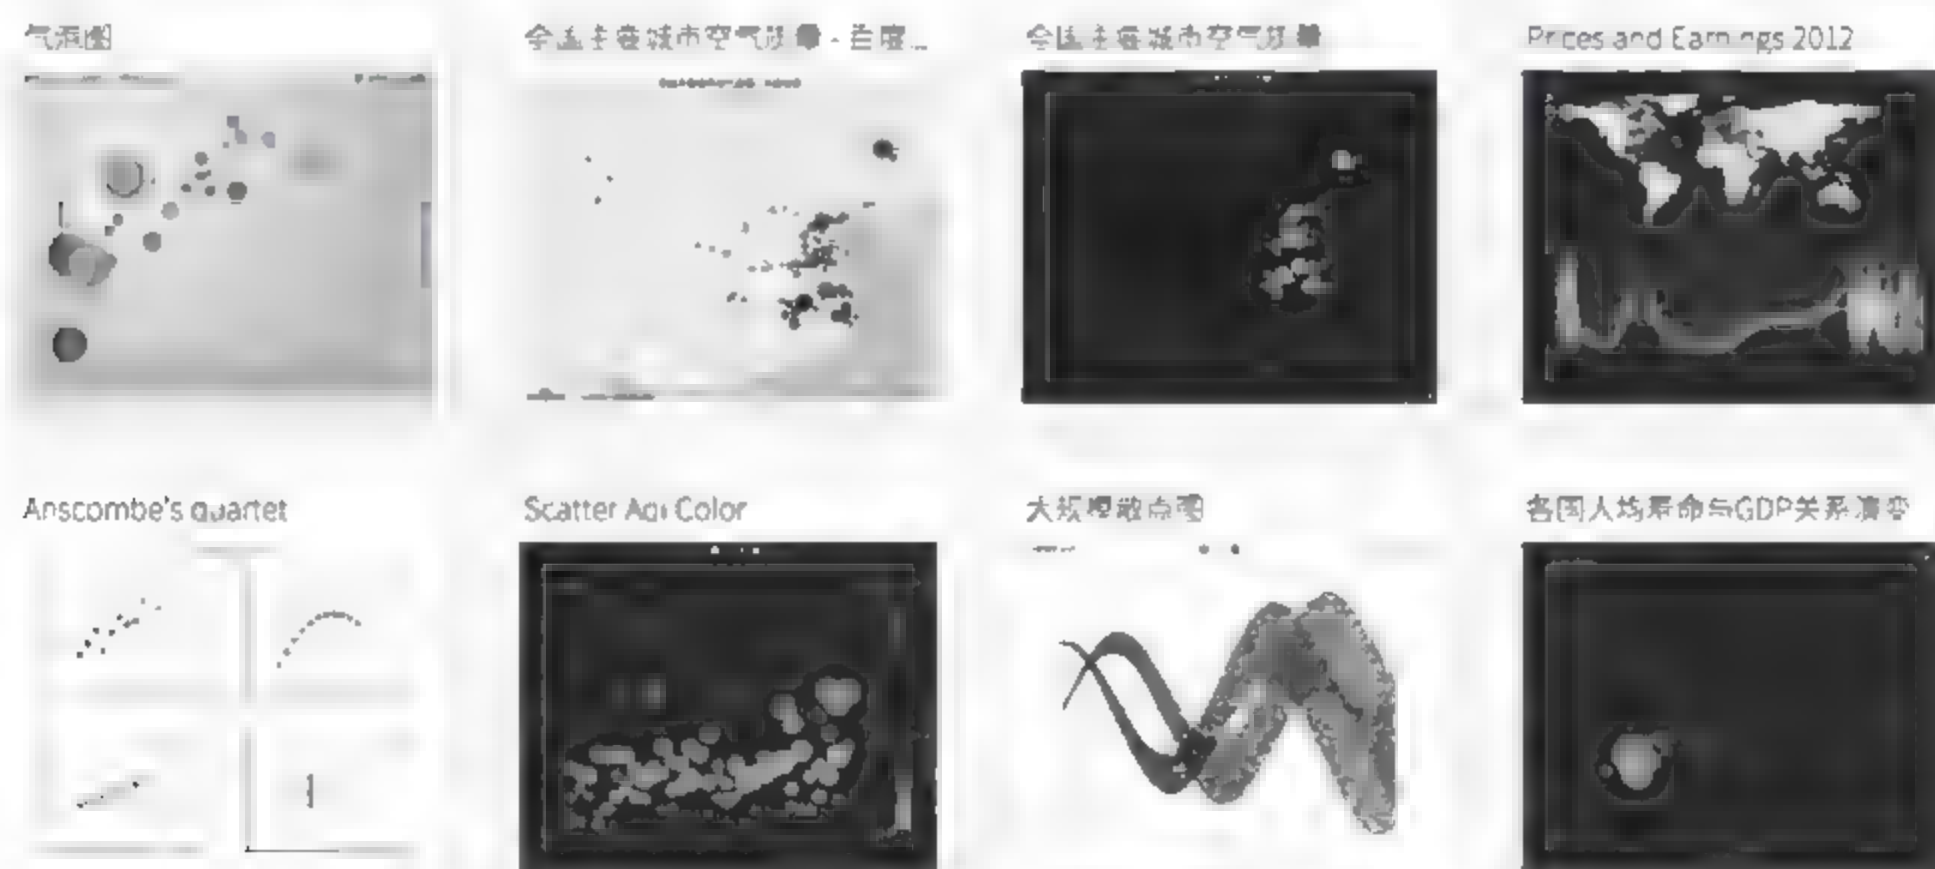 气泡图
全国主要城市空气质量 - 百度...
全国主要城市空气质量
Prices and Earnings 2012
Anscombe's quartet
Scatter Aqi Color
大规模散点图
各国人均寿命与GDP关系演变